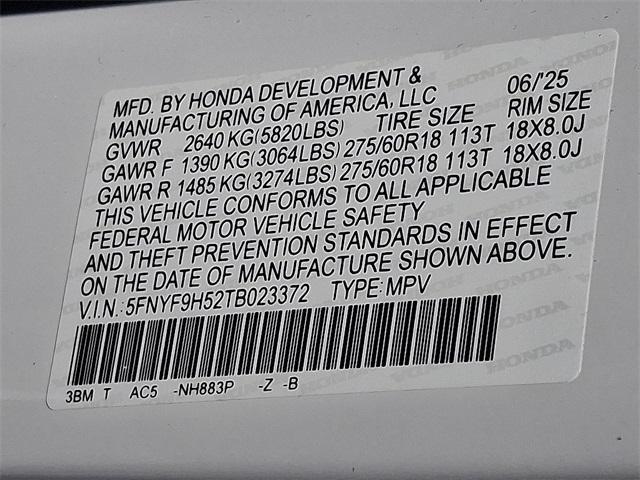 MFD. BY HONDA DEVELOPMENT & 06/'25
MANUFACTURING OF AMERICA, LLC
GVWR 2640 KG(5820LBS) TIRE SIZE RIM SIZE
GAWR F 1390 KG(3064LBS) 275/60R18 113T 18X8.0J
GAWR R 1485 KG(3274LBS) 275/60R18 113T 18X8.0J
THIS VEHICLE CONFORMS TO ALL APPLICABLE
FEDERAL MOTOR VEHICLE SAFETY
AND THEFT PREVENTION STANDARDS IN EFFECT
ON THE DATE OF MANUFACTURE SHOWN ABOVE.
V.I.N.: 5FNYF9H52TB023372 TYPE: MPV
3BM T AC5 -NH883P -Z -B